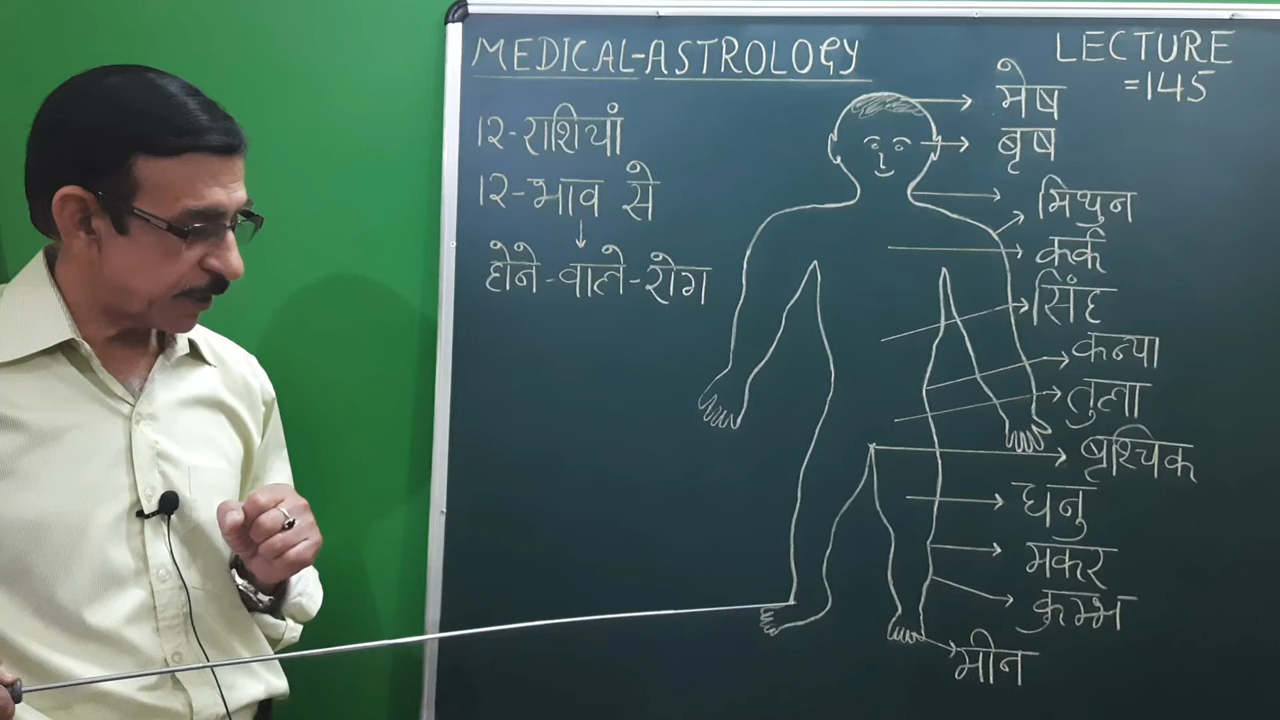 MEDICAL-ASTROLOGY
LECTURE
=145
१२-राशियाँ
१२-भाव से
होने-वाले-रोग
मेष
बृष
मिथुन
कर्क
सिंह
कन्या
तुला
बृश्चिक
धनु
मकर
कुम्भ
मीन